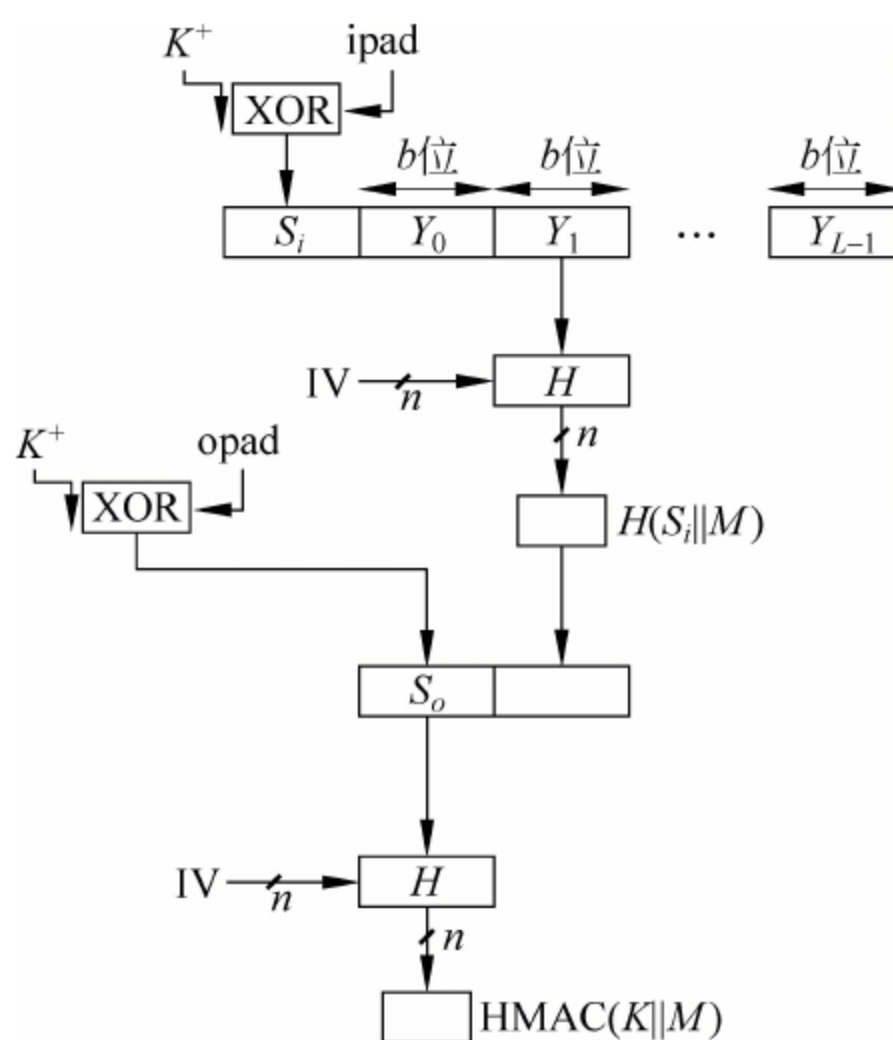 K⁺ ipad
XOR
b位 b位 b位
Sᵢ Y₀ Y₁ … Y_{L−1}
IV n H
n
K⁺ opad
XOR
H(Sᵢ||M)
Sₒ
IV n H
n
HMAC(K||M)